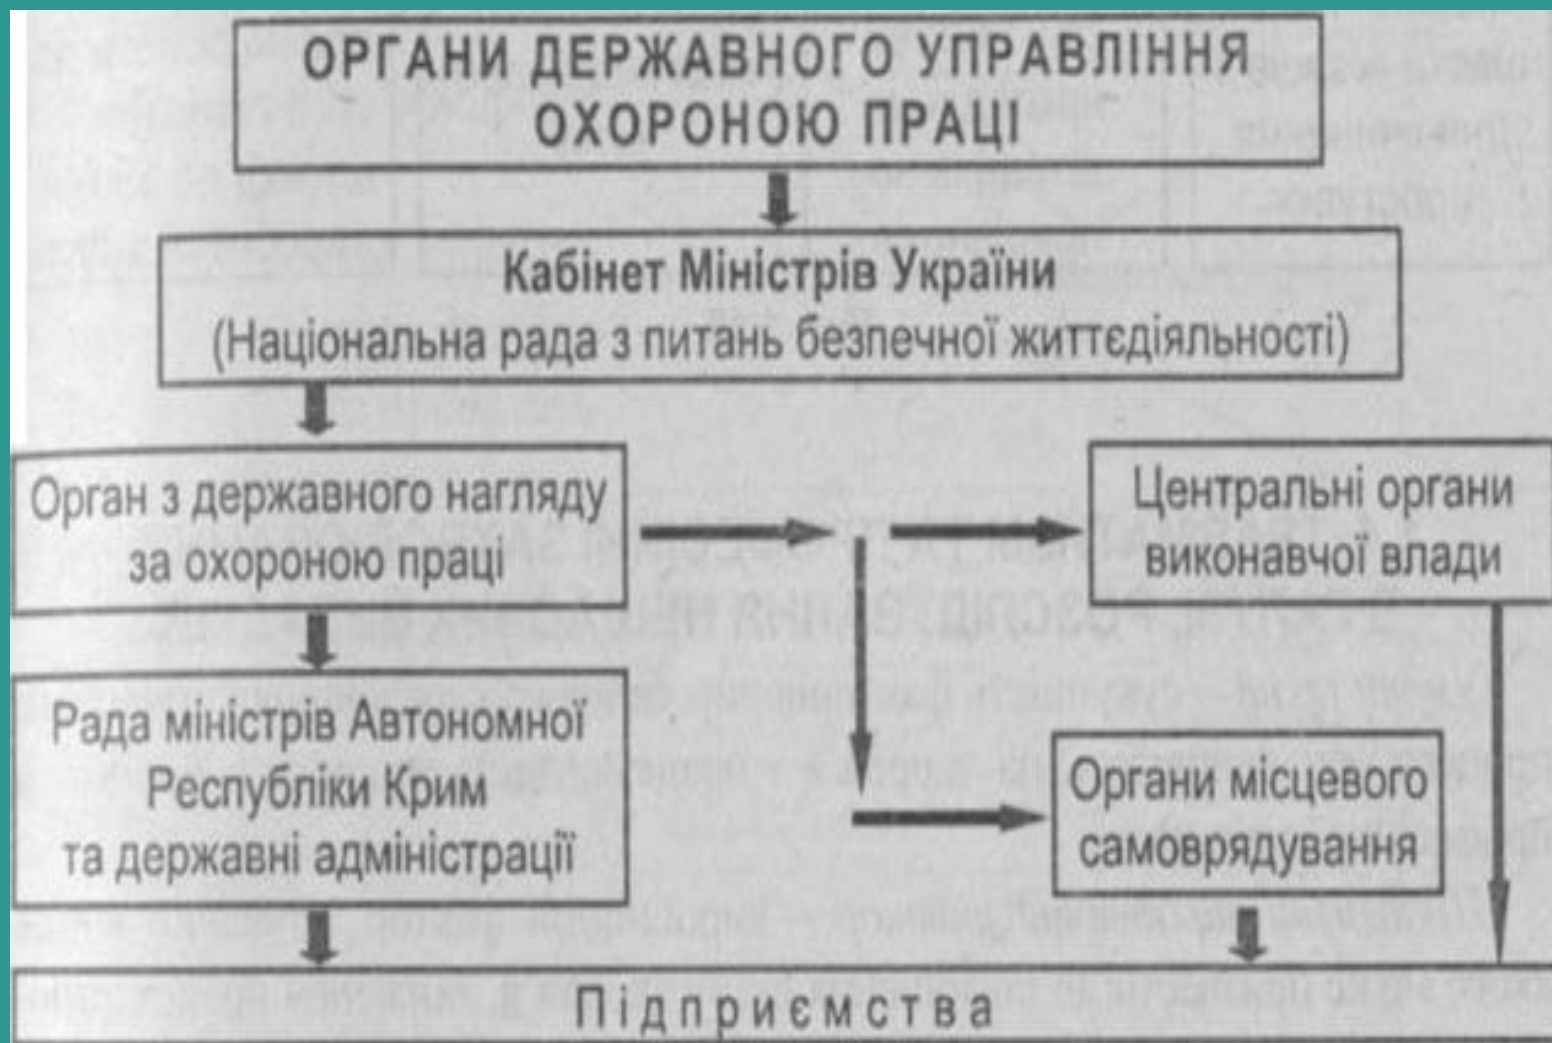 ОРГАНИ ДЕРЖАВНОГО УПРАВЛІННЯ
ОХОРОНОЮ ПРАЦІ
Кабінет Міністрів України
(Національна рада з питань безпечної життєдіяльності)
Орган з державного нагляду
за охороною праці
Центральні органи
виконавчої влади
Рада міністрів Автономної
Республіки Крим
та державні адміністрації
Органи місцевого
самоврядування
Підприємства